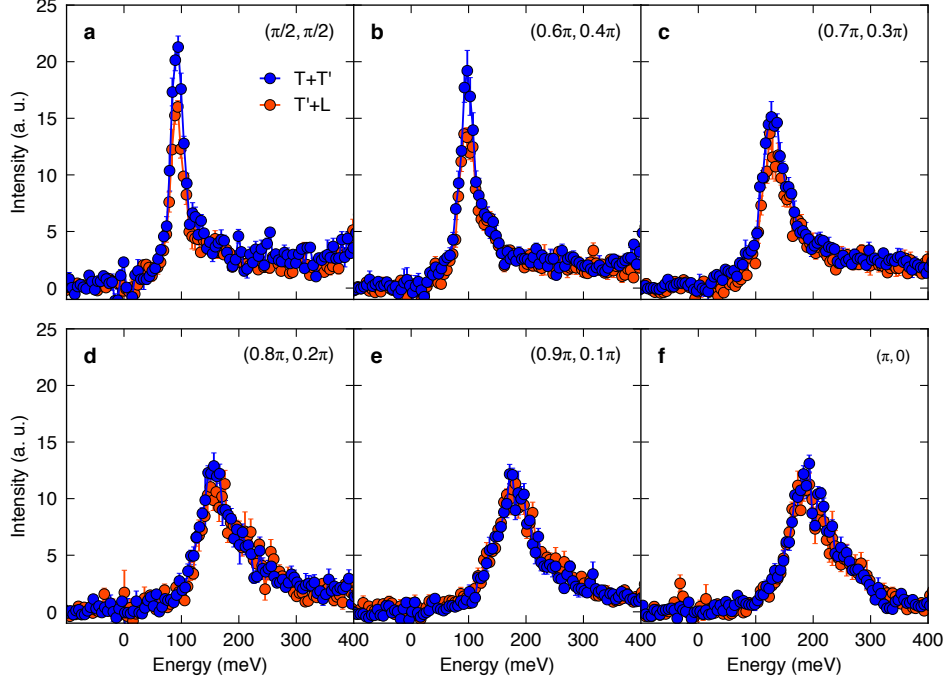 a
(π/2, π/2)
T+T'
T'+L
b
(0.6π, 0.4π)
c
(0.7π, 0.3π)
25
20
15
10
5
0
Intensity (a. u.)
d
(0.8π, 0.2π)
e
(0.9π, 0.1π)
f
(π, 0)
25
20
15
10
5
0
Intensity (a. u.)
0 100 200 300 400
0 100 200 300 400
0 100 200 300 400
Energy (meV)
Energy (meV)
Energy (meV)